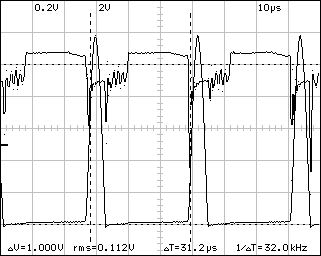 0.2V 2V 10µs
ΔV=1.000V rms=0.112V ΔT=31.2µs 1/ΔT=32.0kHz